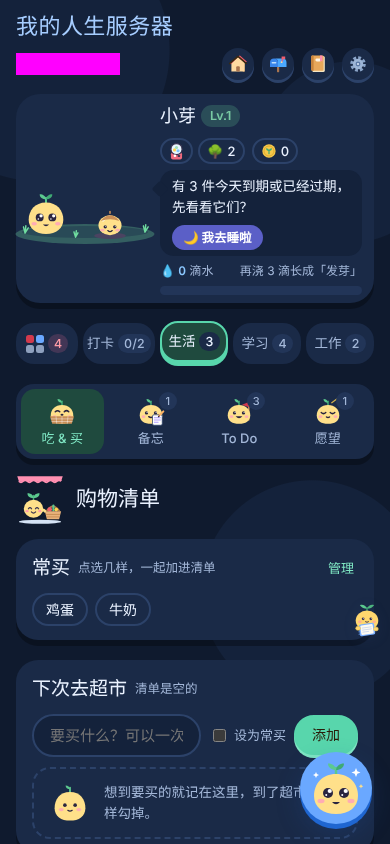 我的人生服务器
小芽 Lv.1
2 0
有 3 件今天到期或已经过期，
先看看它们？
我去睡啦
0 滴水 再浇 3 滴长成「发芽」
4 打卡 0/2 生活 3 学习 4 工作 2
1 3 1
吃 & 买 备忘 To Do 愿望
购物清单
常买 点选几样，一起加进清单 管理
鸡蛋 牛奶
下次去超市 清单是空的
要买什么？可以一次 设为常买 添加
想到要买的就记在这里，到了超市
样勾掉。